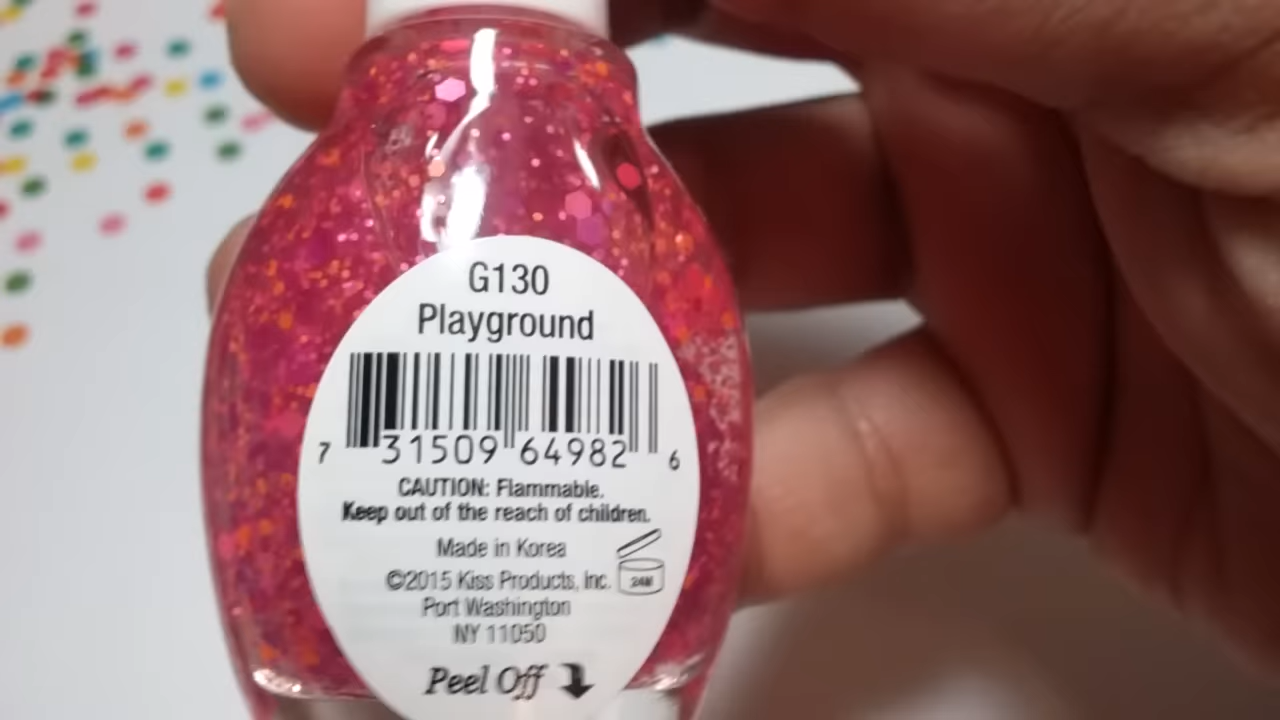 G130
Playground
7 31509 64982 6
CAUTION: Flammable.
Keep out of the reach of children.
Made in Korea
©2015 Kiss Products, Inc.
24M
Port Washington
NY 11050
Peel Off